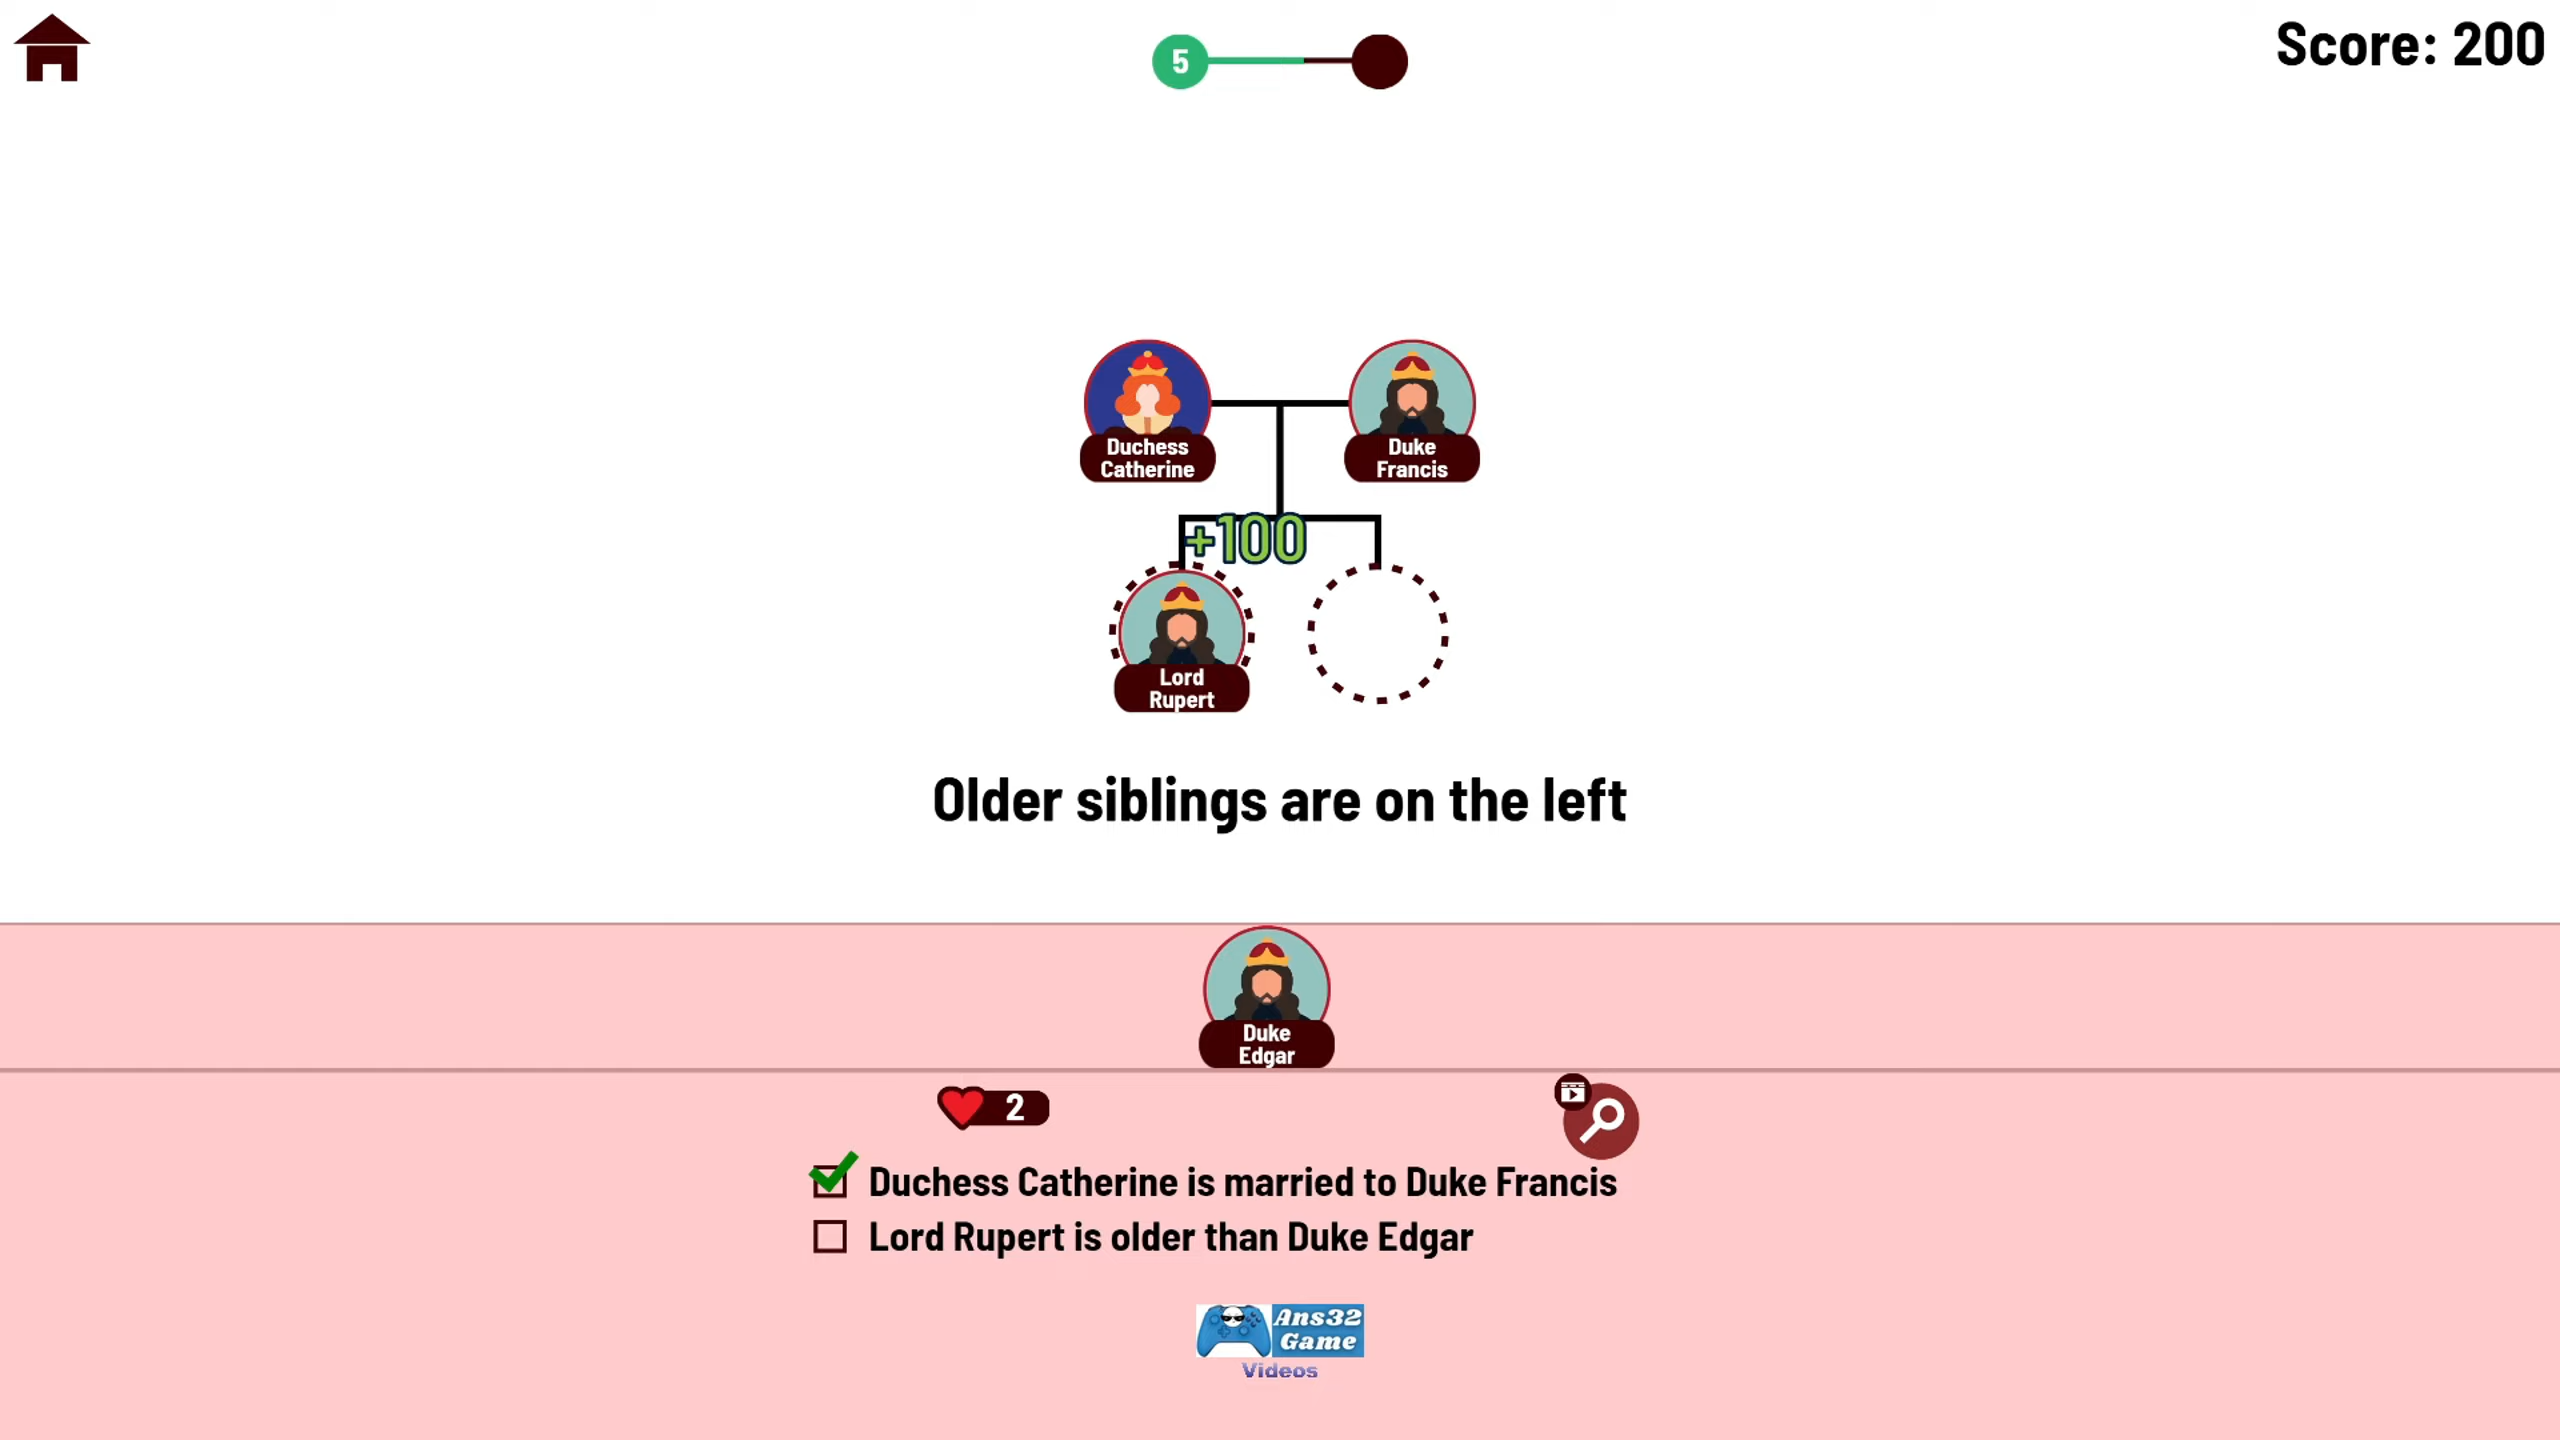 5
Score: 200
Duchess
Catherine
Duke
Francis
+100
Lord
Rupert
Older siblings are on the left
Duke
Edgar
2
Duchess Catherine is married to Duke Francis
Lord Rupert is older than Duke Edgar
Ans32
Game
Videos